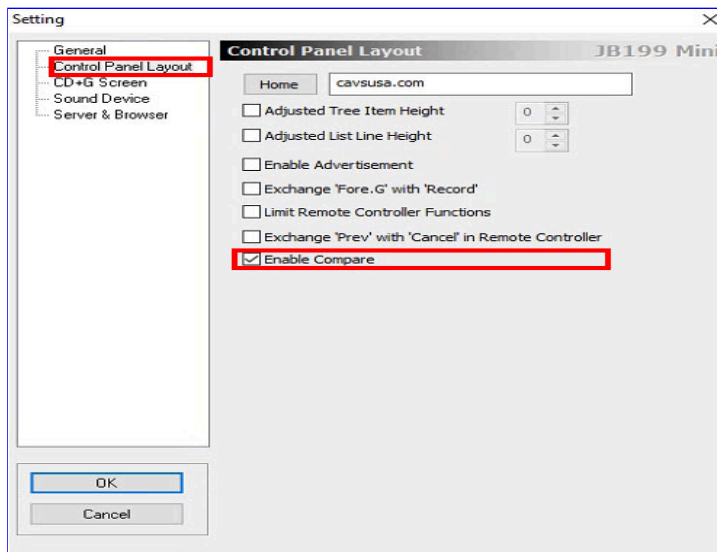 Setting
General
Control Panel Layout
CD+G Screen
Sound Device
Server & Browser
Control Panel Layout JB199 Mini
Home cavsusa.com
Adjusted Tree Item Height 0
Adjusted List Line Height 0
Enable Advertisement
Exchange 'Fore.G' with 'Record'
Limit Remote Controller Functions
Exchange 'Prev' with 'Cancel' in Remote Controller
Enable Compare
OK
Cancel